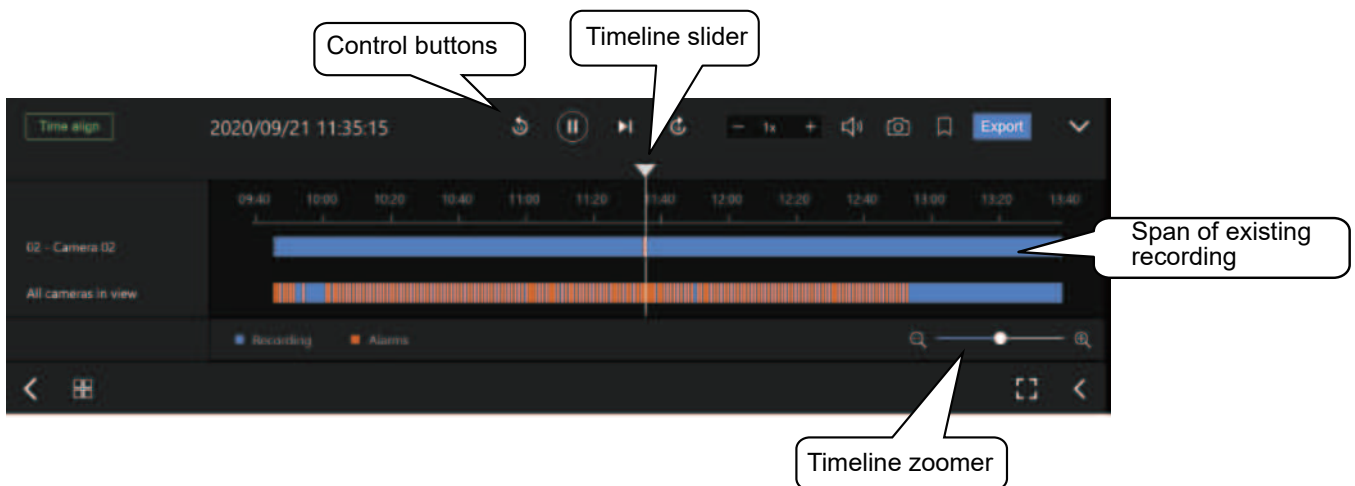 Control buttons
Timeline slider
Time align
2020/09/21 11:35:15
1x
Export
09:40 10:00 10:20 10:40 11:00 11:20 11:40 12:00 12:20 12:40 13:00 13:20 13:40
02 - Camera 02
Span of existing
recording
All cameras in view
Recording
Alarms
Timeline zoomer